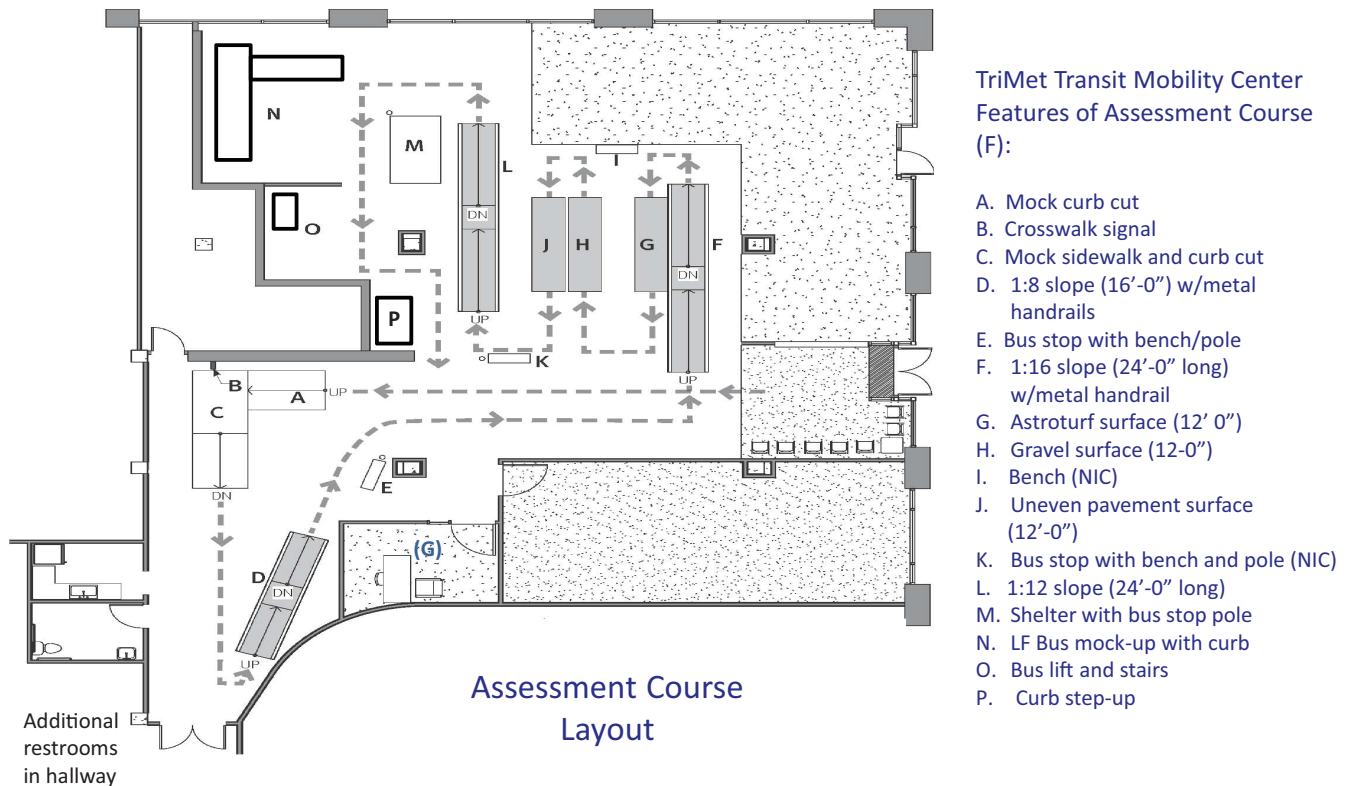 N
M
L
I
DN
O
J
H
G
F
DN
P
UP
K
UP
B
A
UP
C
E
DN
(G)
D
DN
UP
Assessment Course
Layout
Additional
restrooms
in hallway
TriMet Transit Mobility Center
Features of Assessment Course
(F):
A. Mock curb cut
B. Crosswalk signal
C. Mock sidewalk and curb cut
D. 1:8 slope (16’-0”) w/metal
handrails
E. Bus stop with bench/pole
F. 1:16 slope (24’-0” long)
w/metal handrail
G. Astroturf surface (12’ 0”)
H. Gravel surface (12-0”)
I. Bench (NIC)
J. Uneven pavement surface
(12’-0”)
K. Bus stop with bench and pole (NIC)
L. 1:12 slope (24’-0” long)
M. Shelter with bus stop pole
N. LF Bus mock-up with curb
O. Bus lift and stairs
P. Curb step-up